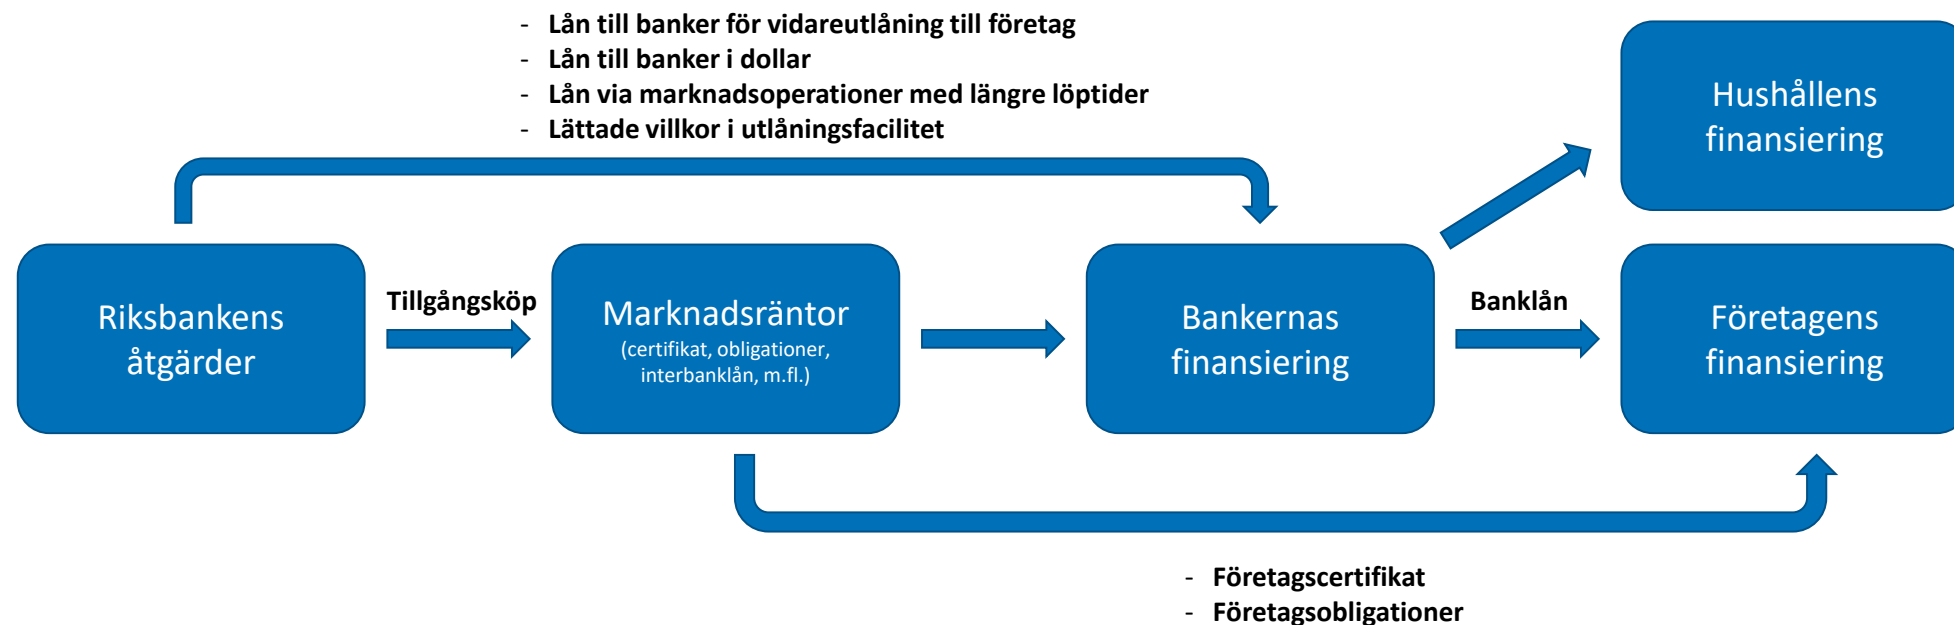 - Lån till banker för vidareutlåning till företag
- Lån till banker i dollar
- Lån via marknadsoperationer med längre löptider
- Lättade villkor i utlåningsfacilitet
Hushållens
finansiering
Riksbankens
åtgärder
Tillgångsköp
Marknadsräntor
(certifikat, obligationer,
interbanklån, m.fl.)
Bankernas
finansiering
Banklån
Företagens
finansiering
- Företagscertifikat
- Företagsobligationer